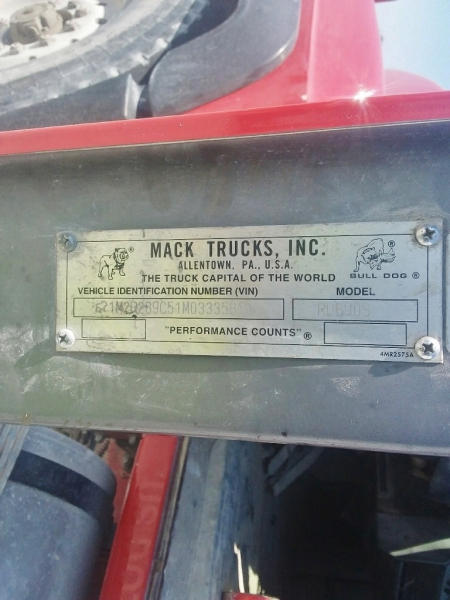 MACK TRUCKS, INC.
ALLENTOWN, PA., U.S.A.
THE TRUCK CAPITAL OF THE WORLD
BULL DOG ®
VEHICLE IDENTIFICATION NUMBER (VIN)
MODEL
"PERFORMANCE COUNTS" ®
4MR2575A